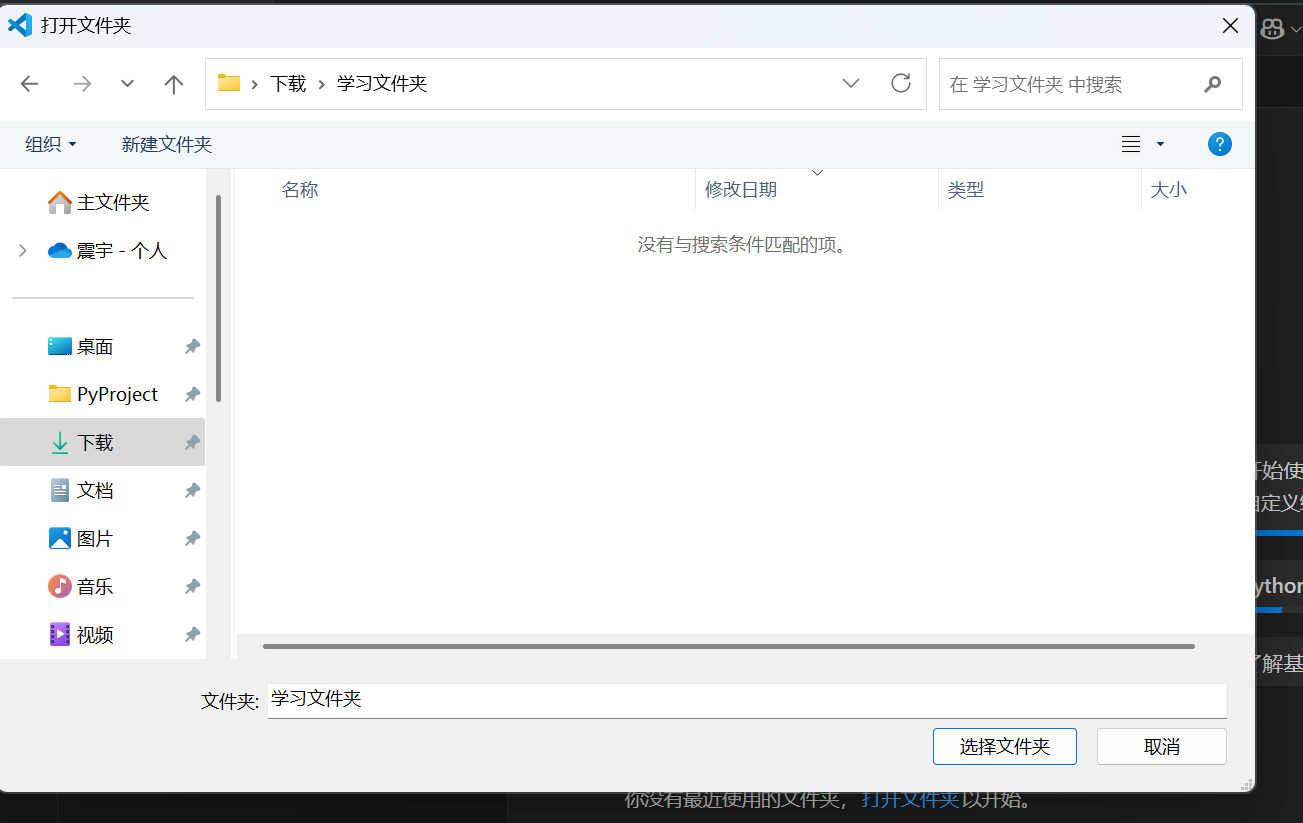 打开文件夹
下载 › 学习文件夹
在 学习文件夹 中搜索
组织
新建文件夹
?
主文件夹
震宇 - 个人
桌面
PyProject
下载
文档
图片
音乐
视频
名称
修改日期
类型
大小
没有与搜索条件匹配的项。
文件夹:
学习文件夹
选择文件夹
取消
始使
定义
ython
解基
你没有最近使用的文件夹，打开文件夹以开始。